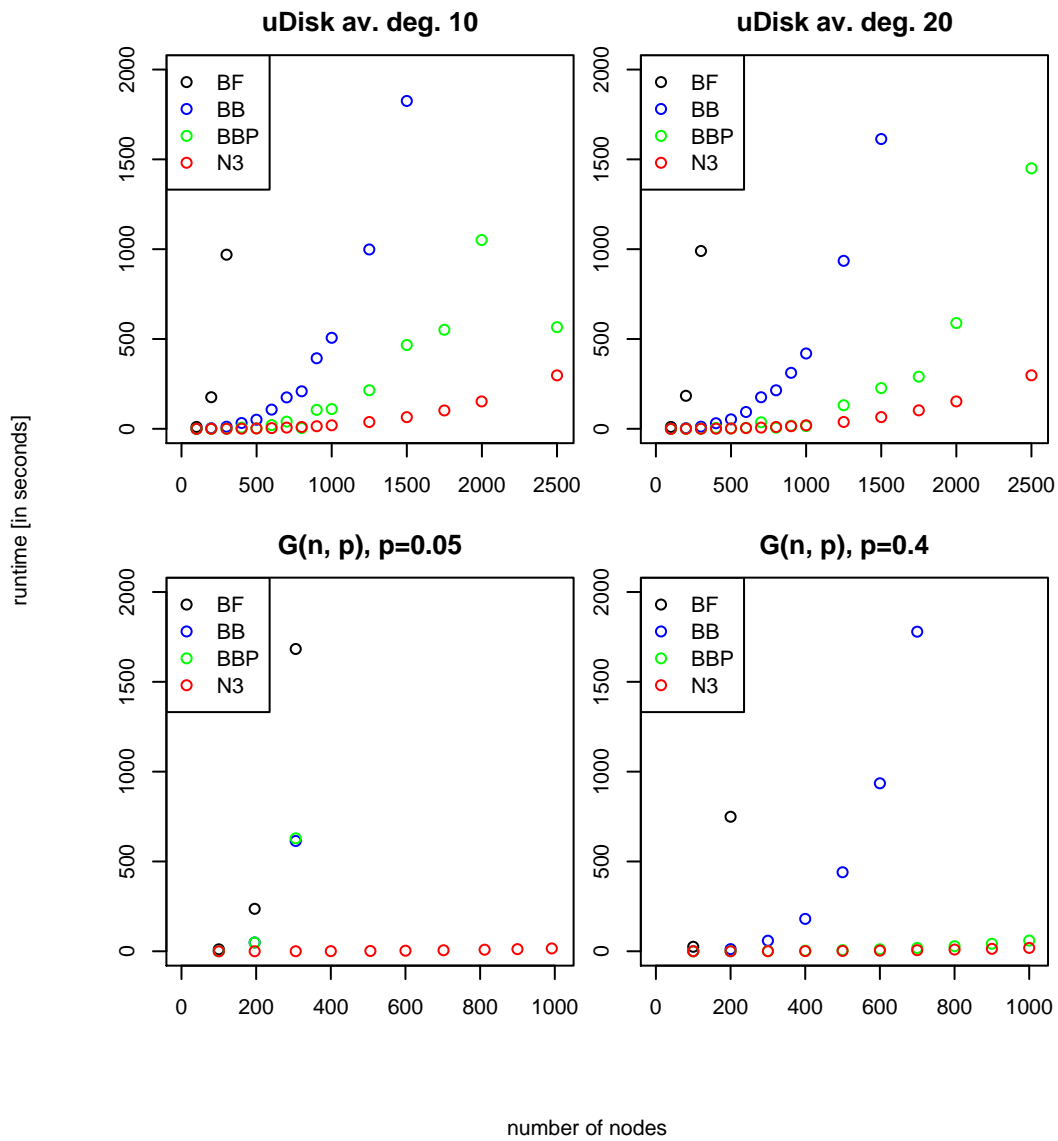 uDisk av. deg. 10
2000
1500
1000
500
0
BF
BB
BBP
N3
0 500 1000 1500 2000 2500
uDisk av. deg. 20
2000
1500
1000
500
0
BF
BB
BBP
N3
0 500 1000 1500 2000 2500
runtime [in seconds]
G(n, p), p=0.05
2000
1500
1000
500
0
BF
BB
BBP
N3
0 200 400 600 800 1000
G(n, p), p=0.4
2000
1500
1000
500
0
BF
BB
BBP
N3
0 200 400 600 800 1000
number of nodes